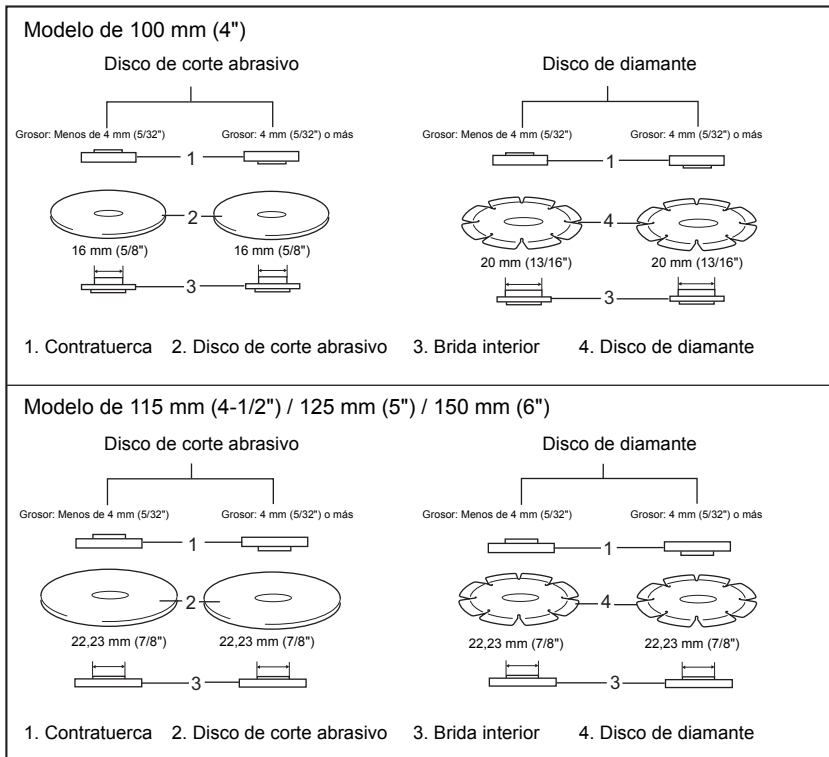 Modelo de 100 mm (4")
Disco de corte abrasivo Disco de diamante
Grosor: Menos de 4 mm (5/32") Grosor: 4 mm (5/32") o más Grosor: Menos de 4 mm (5/32") Grosor: 4 mm (5/32") o más
1 1
2 4
16 mm (5/8") 16 mm (5/8") 20 mm (13/16") 20 mm (13/16")
3 3
1. Contratuerca 2. Disco de corte abrasivo 3. Brida interior 4. Disco de diamante
Modelo de 115 mm (4-1/2") / 125 mm (5") / 150 mm (6")
Disco de corte abrasivo Disco de diamante
Grosor: Menos de 4 mm (5/32") Grosor: 4 mm (5/32") o más Grosor: Menos de 4 mm (5/32") Grosor: 4 mm (5/32") o más
1 1
2 4
22,23 mm (7/8") 22,23 mm (7/8") 22,23 mm (7/8") 22,23 mm (7/8")
3 3
1. Contratuerca 2. Disco de corte abrasivo 3. Brida interior 4. Disco de diamante